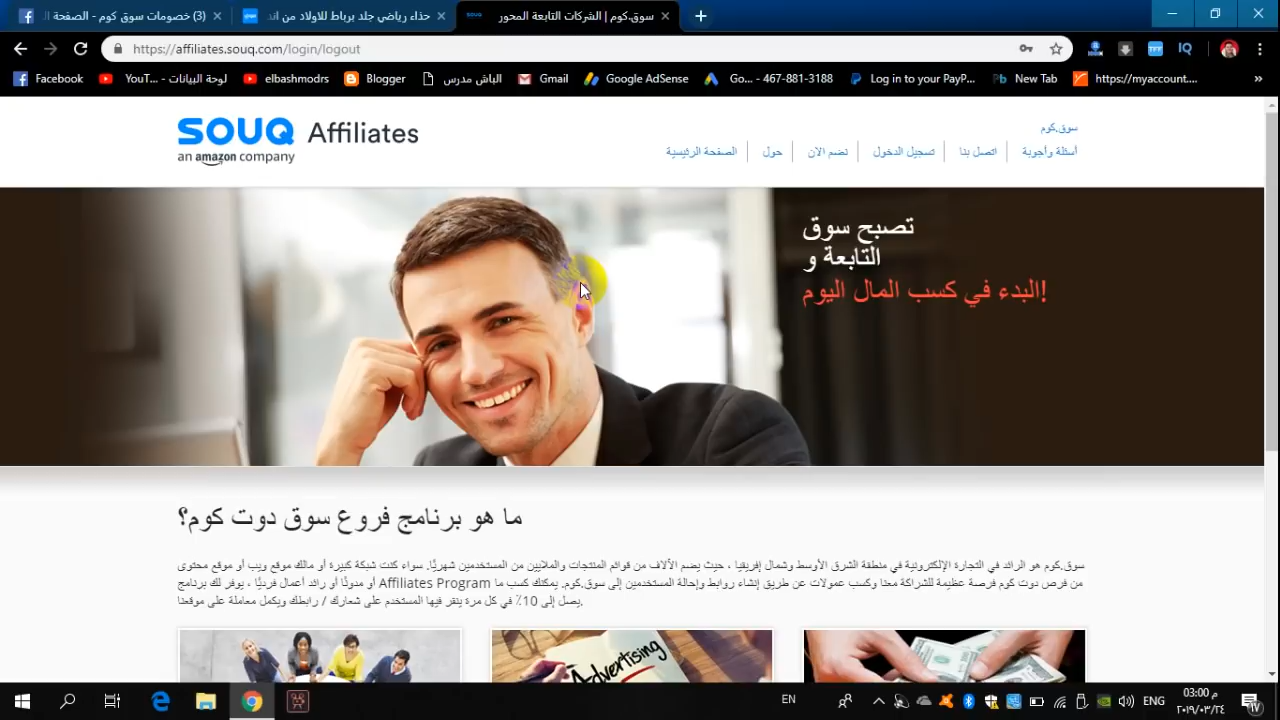 (3) خصومات سوق كوم - الصفحة ال
حذاء رياضي جلد برباط للاولاد من اند
سوق.كوم | الشركات التابعة المحور
https://affiliates.souq.com/login/logout
Facebook
YouT... - لوحة البيانات
elbashmodrs
Blogger
الباش مدرس
Gmail
Google AdSense
Go... - 467-881-3188
Log in to your PayP...
New Tab
https://myaccount....
SOUQ Affiliates
an amazon company
سوق.كوم
الصفحة الرئيسية
حول
تضم الان
تسجيل الدخول
اتصل بنا
أسئلة وأجوبة
تصبح سوق
التابعة و
البدء في كسب المال اليوم!
ما هو برنامج فروع سوق دوت كوم؟
سوق.كوم هو الرائد في التجارة الإلكترونية في منطقة الشرق الأوسط وشمال إفريقيا ، حيث يضم الآلاف من قوائم المنتجات والملايين من المستخدمين شهريًا. سواء كنت شبكة كبيرة أو مالك موقع ويب أو موقع محتوى
أو مدونًا أو رائد أعمال فرديًا ، يوفر لك برنامج Affiliates Program من فرص دوت كوم فرصة عظيمة للشراكة معنا وكسب عمولات عن طريق إنشاء روابط وإحالة المستخدمين إلى سوق.كوم. يمكنك كسب ما
يصل إلى 10٪ في كل مرة ينقر فيها المستخدم على شعارك / رابطك ويكمل معاملة على موقعنا.
Advertising
EN
ENG
03:00 م
٢٠١٩/٠٣/٢٤